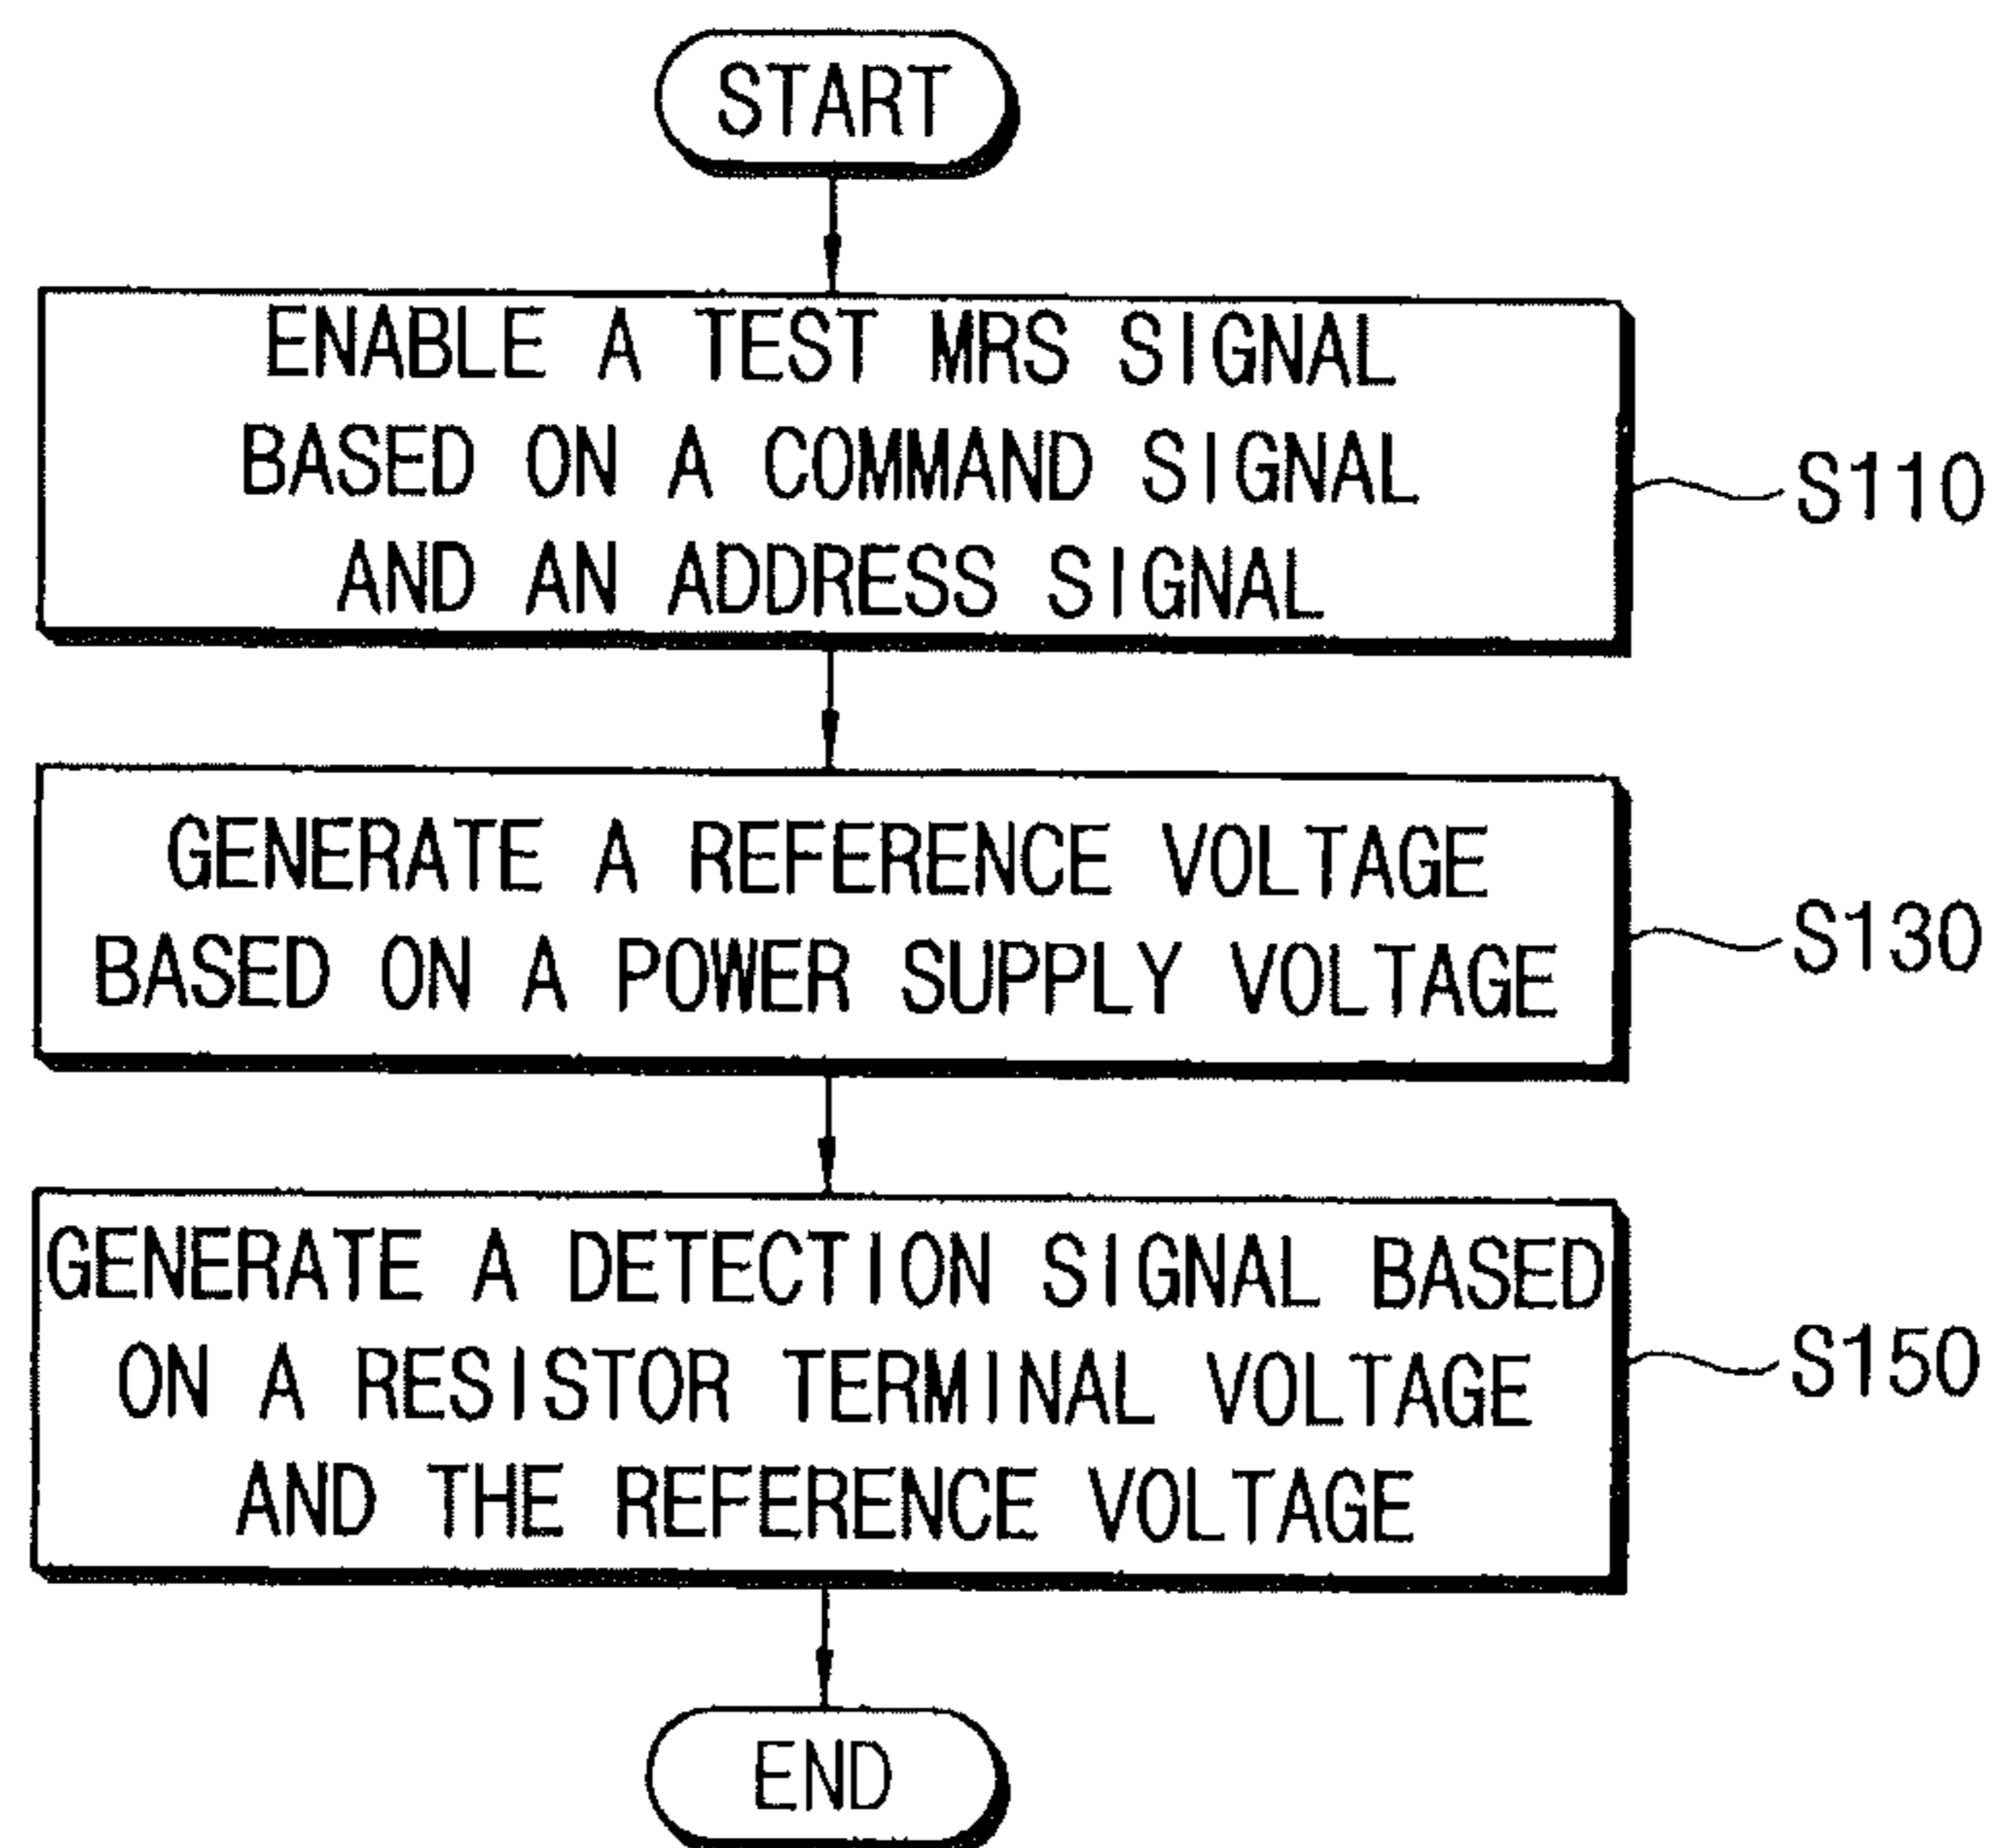 START
ENABLE A TEST MRS SIGNAL
BASED ON A COMMAND SIGNAL
AND AN ADDRESS SIGNAL
S110
GENERATE A REFERENCE VOLTAGE
BASED ON A POWER SUPPLY VOLTAGE
S130
GENERATE A DETECTION SIGNAL BASED
ON A RESISTOR TERMINAL VOLTAGE
AND THE REFERENCE VOLTAGE
S150
END